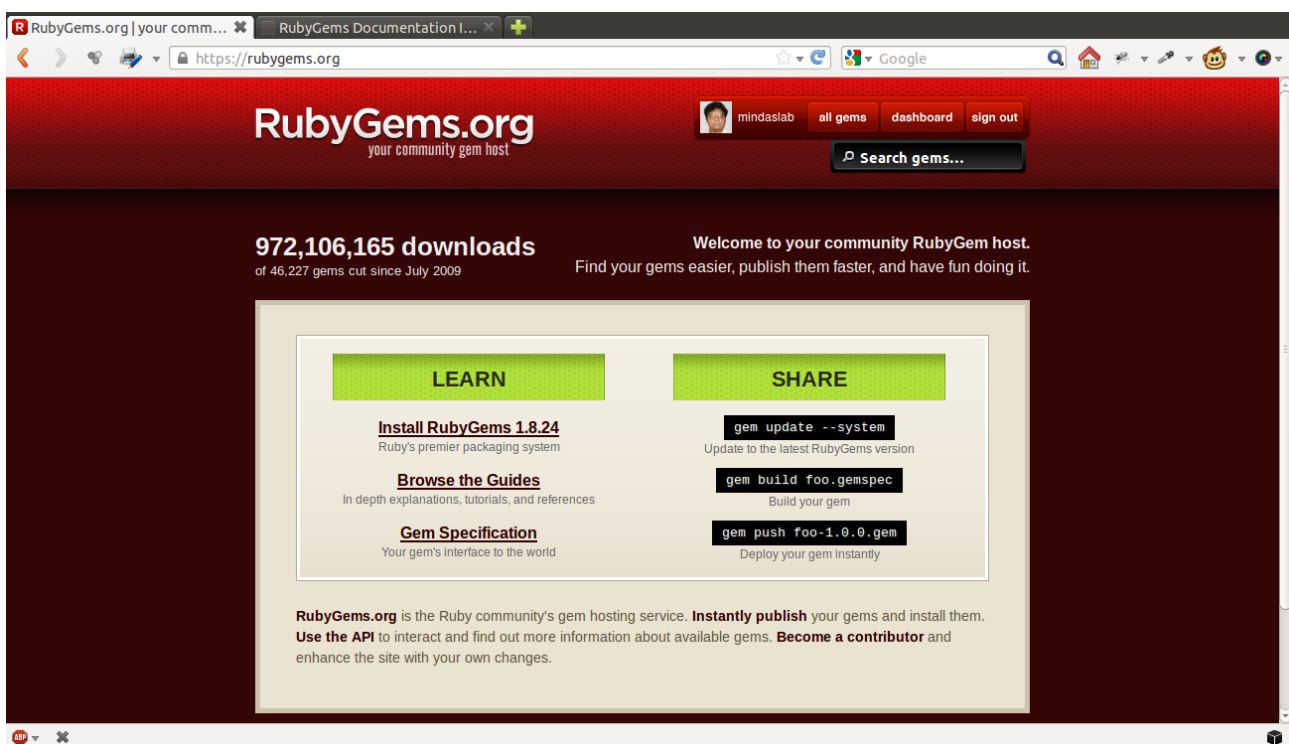 RubyGems.org | your comm...
RubyGems Documentation I...
https://rubygems.org
Google
RubyGems.org
your community gem host
mindaslab all gems dashboard sign out
Search gems...
972,106,165 downloads
of 46,227 gems cut since July 2009
Welcome to your community RubyGem host.
Find your gems easier, publish them faster, and have fun doing it.
LEARN
Install RubyGems 1.8.24
Ruby's premier packaging system
Browse the Guides
In depth explanations, tutorials, and references
Gem Specification
Your gem's interface to the world
SHARE
gem update --system
Update to the latest RubyGems version
gem build foo.gemspec
Build your gem
gem push foo-1.0.0.gem
Deploy your gem instantly
RubyGems.org is the Ruby community's gem hosting service. Instantly publish your gems and install them.
Use the API to interact and find out more information about available gems. Become a contributor and
enhance the site with your own changes.
ABP